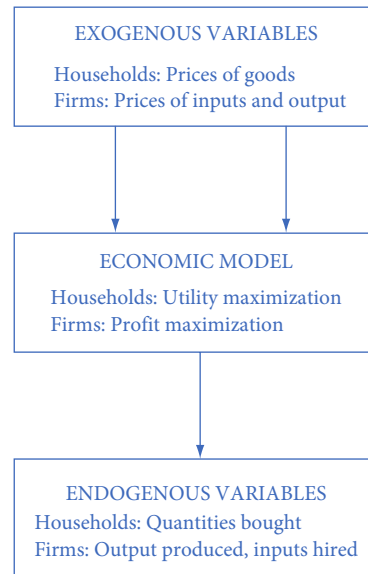 EXOGENOUS VARIABLES
Households: Prices of goods
Firms: Prices of inputs and output
ECONOMIC MODEL
Households: Utility maximization
Firms: Profit maximization
ENDOGENOUS VARIABLES
Households: Quantities bought
Firms: Output produced, inputs hired